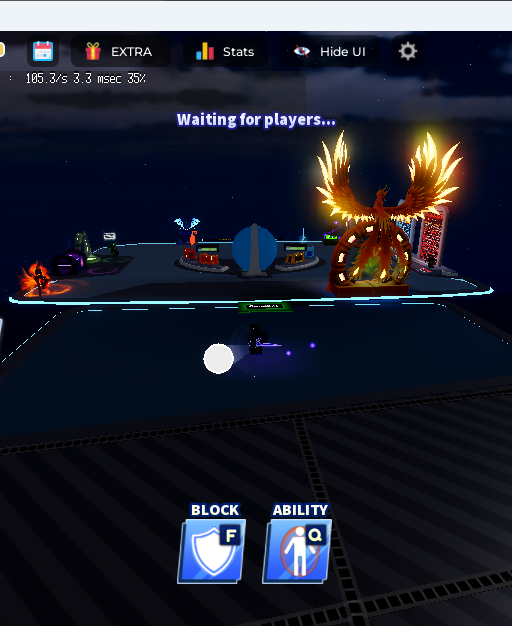 EXTRA
Stats
Hide UI
: 105.3/s 3.3 msec 35%
Waiting for players...
BLOCK
ABILITY
F
Q